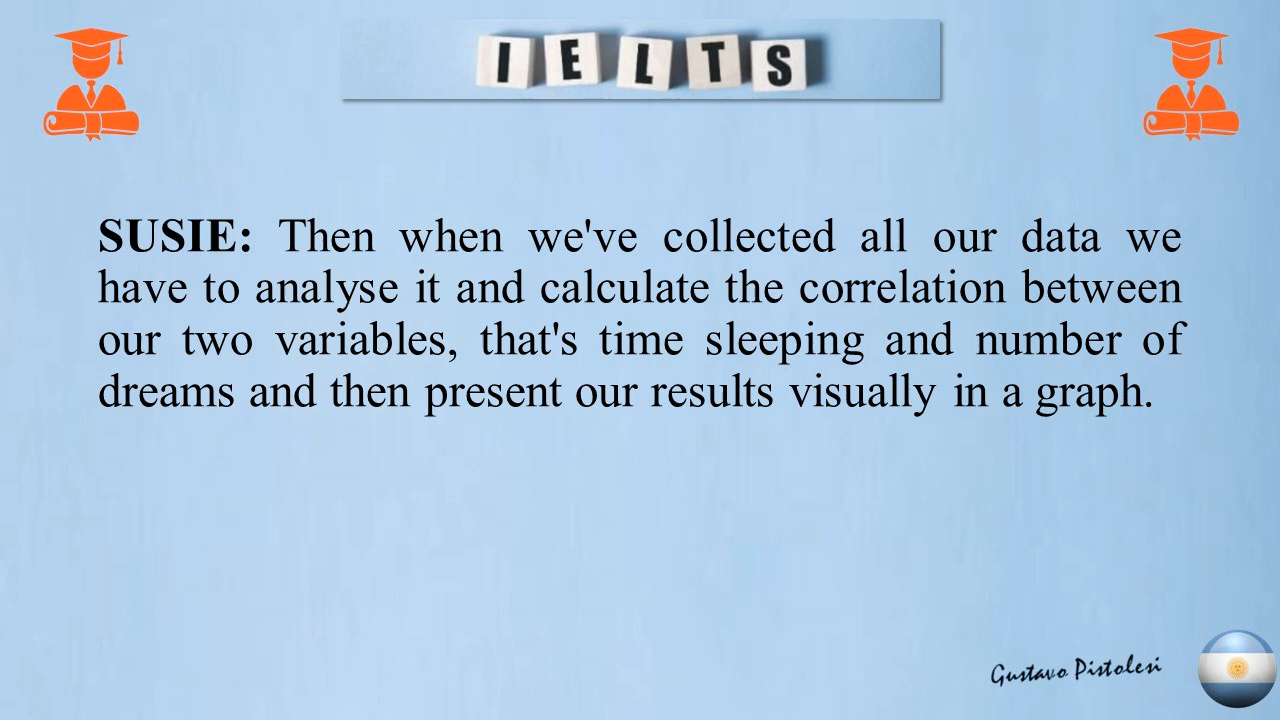 IELTS
SUSIE: Then when we've collected all our data we
have to analyse it and calculate the correlation between
our two variables, that's time sleeping and number of
dreams and then present our results visually in a graph.
Gustavo Pistolesi